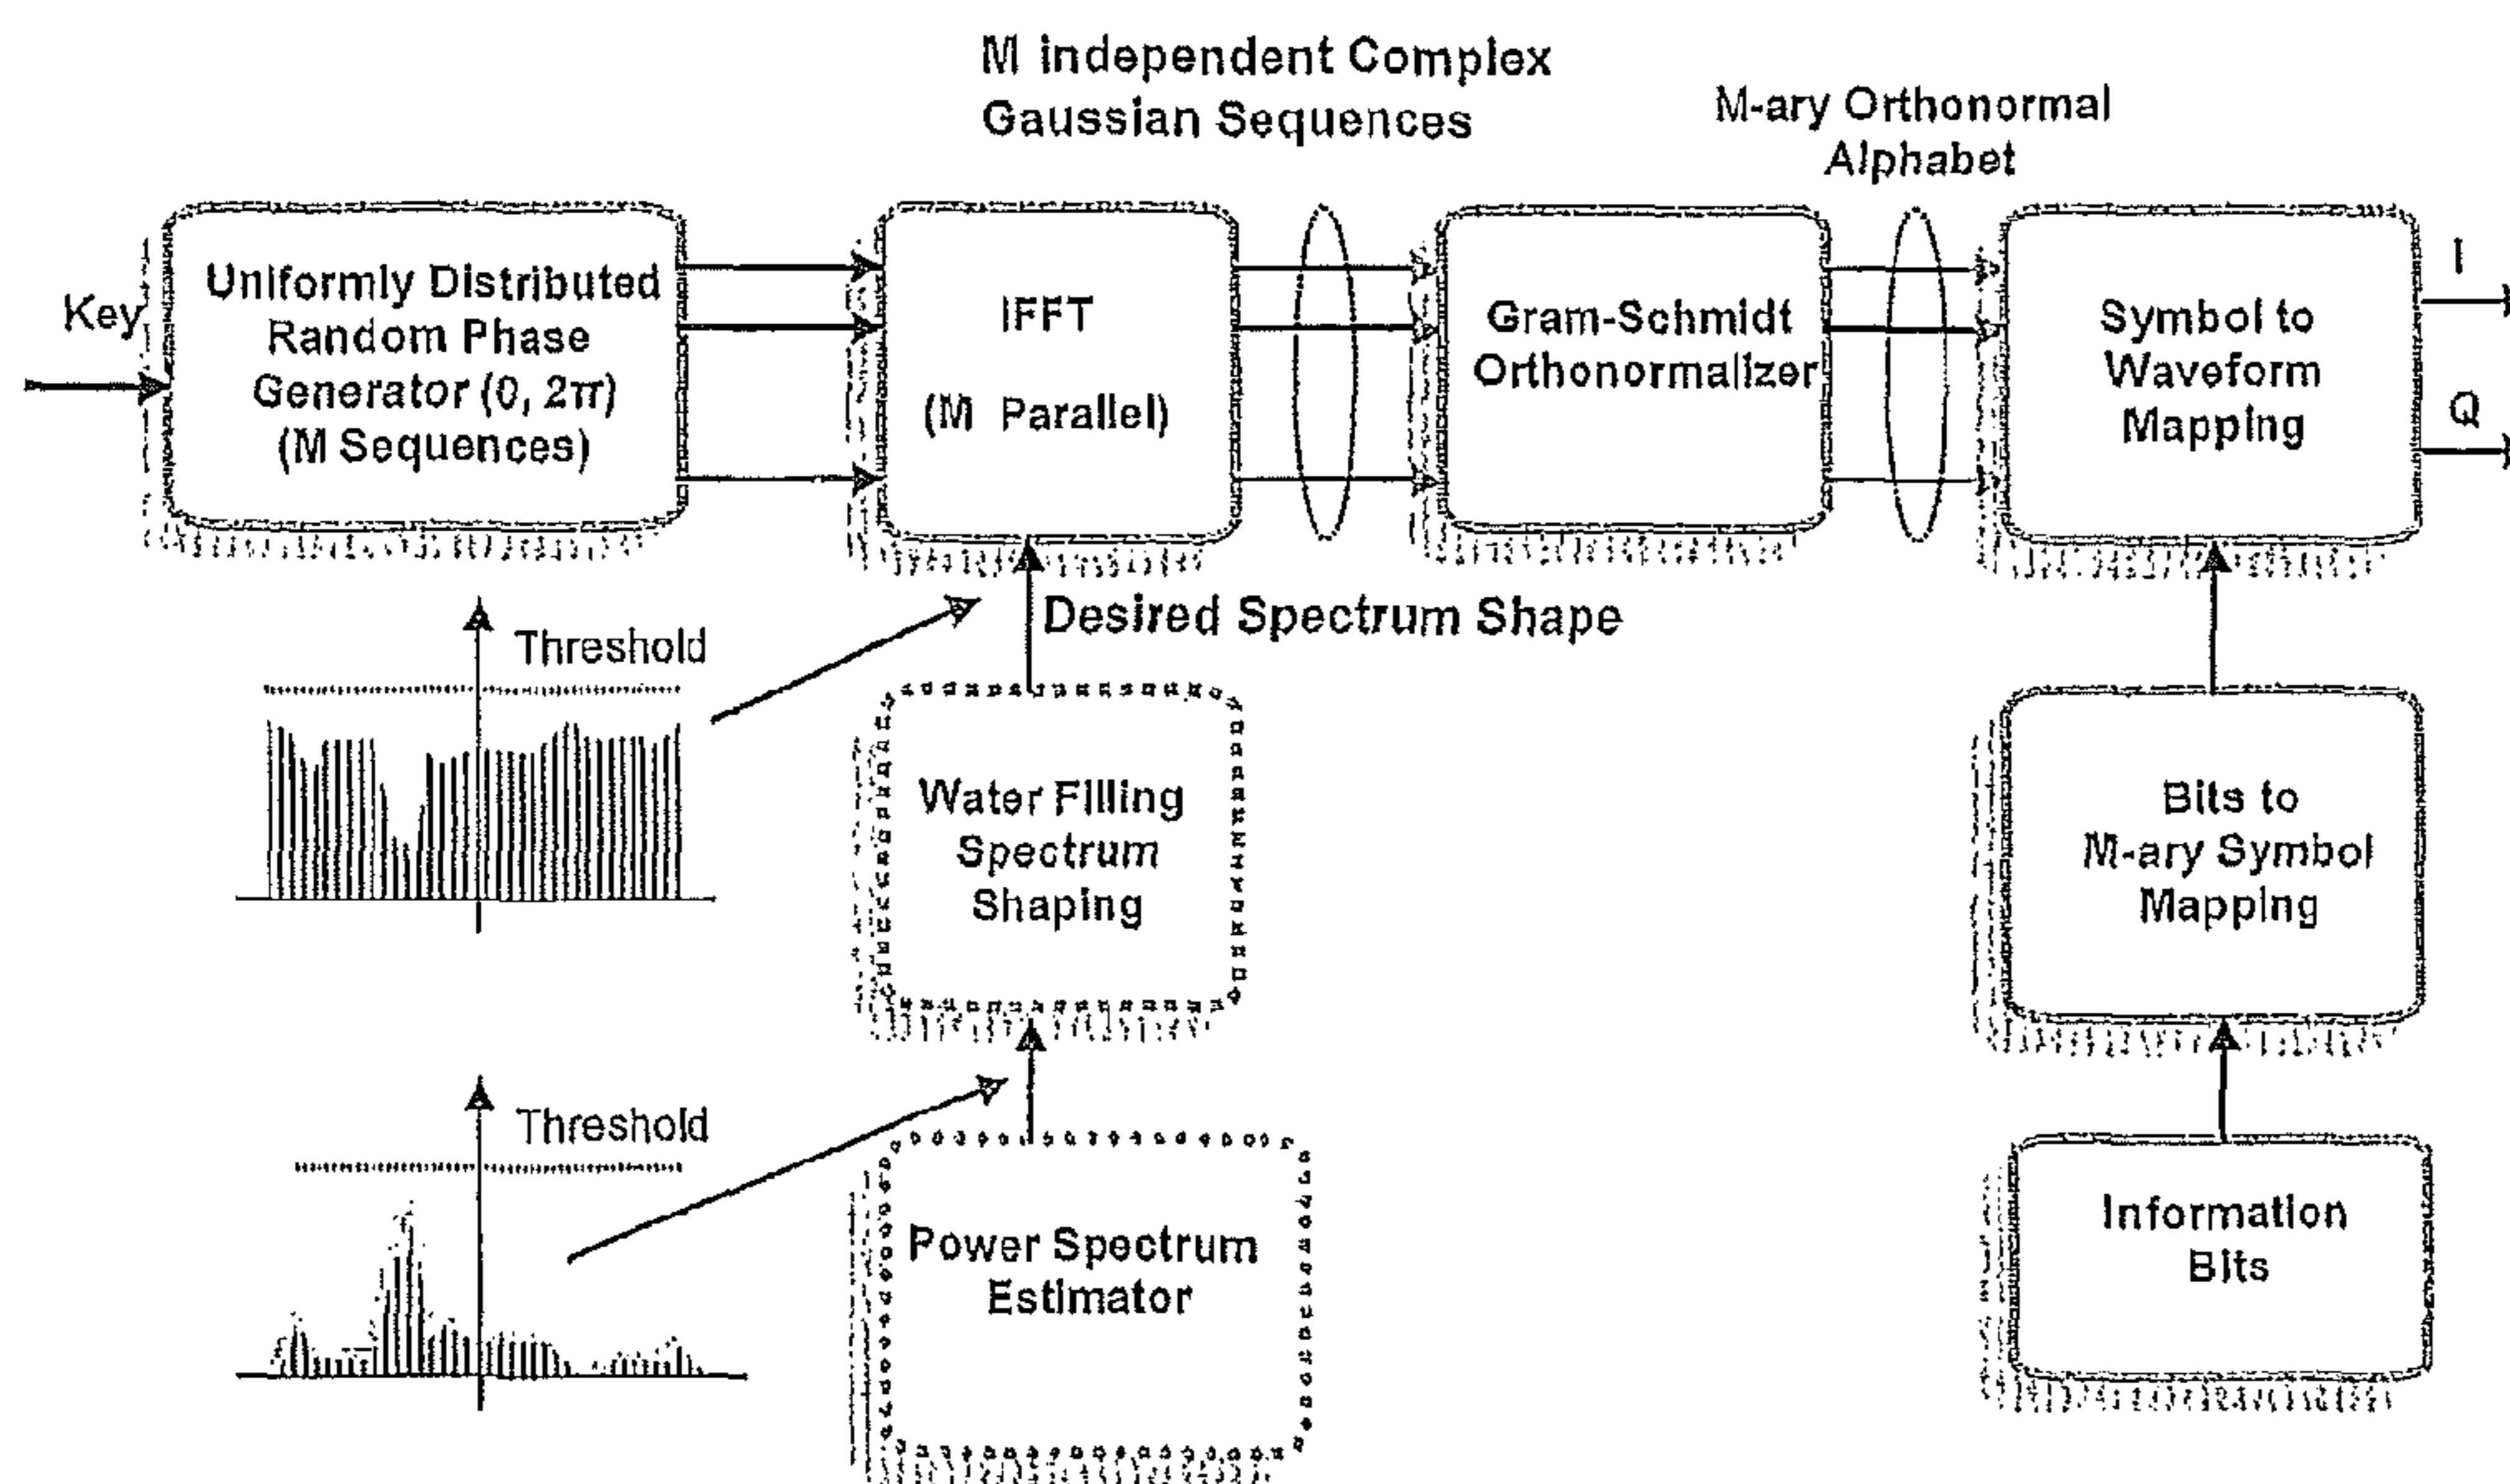 M independent Complex
Gaussian Sequences
M-ary Orthonormal
Alphabet
Key
Uniformly Distributed
Random Phase
Generator (0, 2π)
(M Sequences)
IFFT
(M Parallel)
Gram-Schmidt
Orthonormalizer
Symbol to
Waveform
Mapping
I
Q
Threshold
Desired Spectrum Shape
Water Filling
Spectrum
Shaping
Bits to
M-ary Symbol
Mapping
Threshold
Power Spectrum
Estimator
Information
Bits